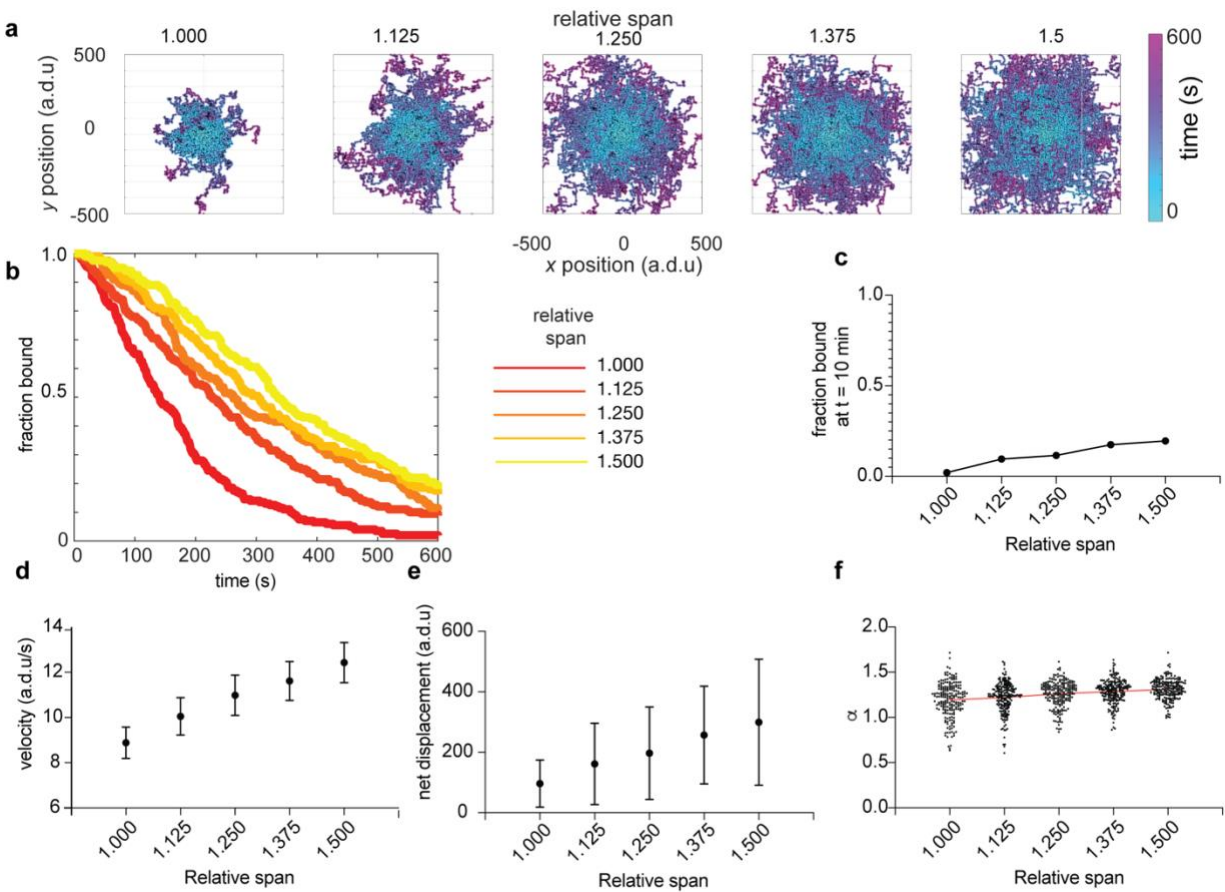 a
relative span
1.000
1.125
1.250
1.375
1.5
500
0
-500
y position (a.d.u)
-500
0
500
x position (a.d.u)
600
time (s)
0
b
1.0
0.5
0
fraction bound
0
100
200
300
400
500
600
time (s)
relative
span
1.000
1.125
1.250
1.375
1.500
c
1.0
0.5
0.0
fraction bound
at t = 10 min
1.000
1.125
1.250
1.375
1.500
Relative span
d
14
12
10
8
6
velocity (a.d.u/s)
1.000
1.125
1.250
1.375
1.500
Relative span
e
600
400
200
0
net displacement (a.d.u)
1.000
1.125
1.250
1.375
1.500
Relative span
f
2.0
1.5
1.0
0.5
0.0
α
1.000
1.125
1.250
1.375
1.500
Relative span